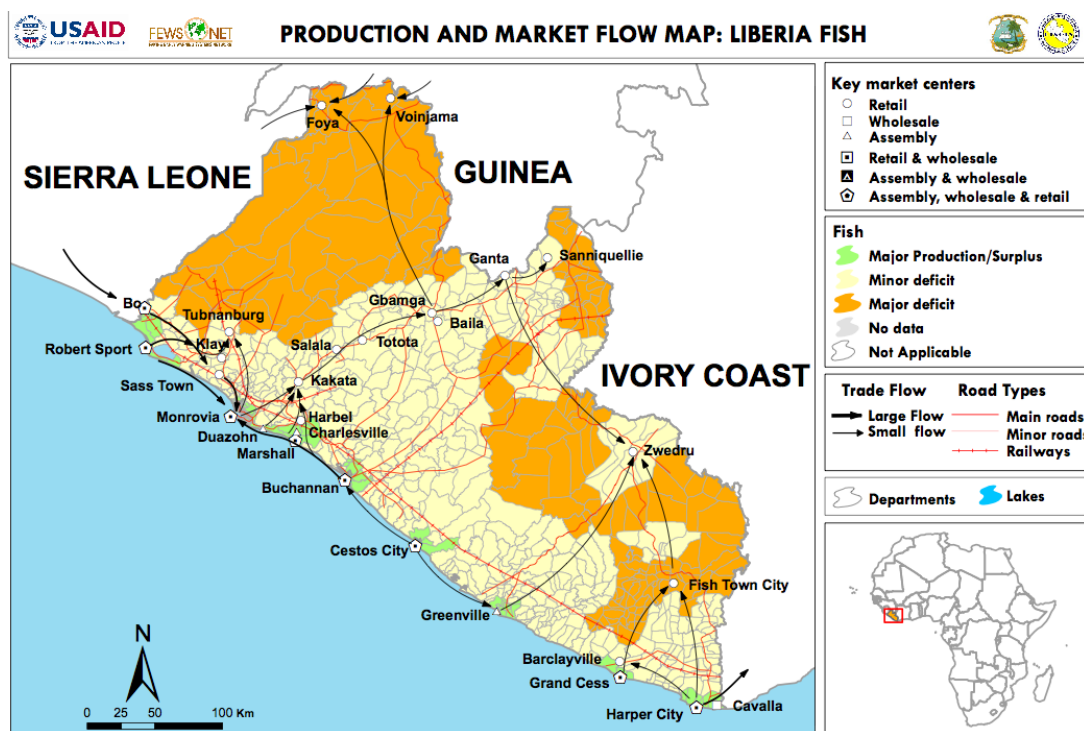 USAID
FEWS NET
PRODUCTION AND MARKET FLOW MAP: LIBERIA FISH
Foya
Voinjama
SIERRA LEONE
GUINEA
Ganta
Sanniquellie
Gbamga
Baila
Bo
Tubnanburg
Klay
Salala
Totota
Robert Sport
IVORY COAST
Sass Town
Kakata
Monrovia
Harbel
Duazohn
Charlesville
Marshall
Zwedru
Buchannan
Cestos City
Fish Town City
Greenville
Barclayville
Grand Cess
Harper City
Cavalla
N
0 25 50 100 Km
Key market centers
Retail
Wholesale
Assembly
Retail & wholesale
Assembly & wholesale
Assembly, wholesale & retail
Fish
Major Production/Surplus
Minor deficit
Major deficit
No data
Not Applicable
Trade Flow
Road Types
Large Flow
Main roads
Small flow
Minor roads
Railways
Departments
Lakes